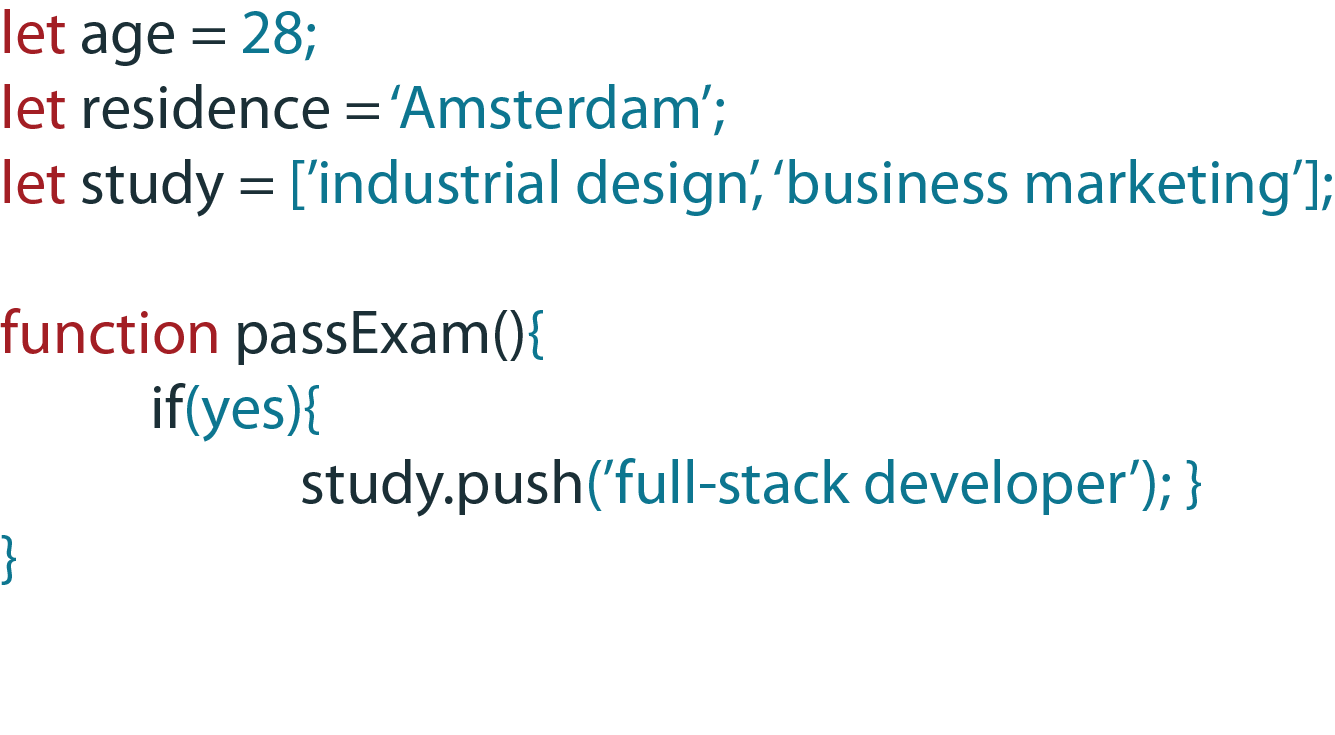 let age = 28;
let residence = ‘Amsterdam’;
let study = [’industrial design’, ‘business marketing’];
function passExam(){
if(yes){
study.push(’full-stack developer’); }
}